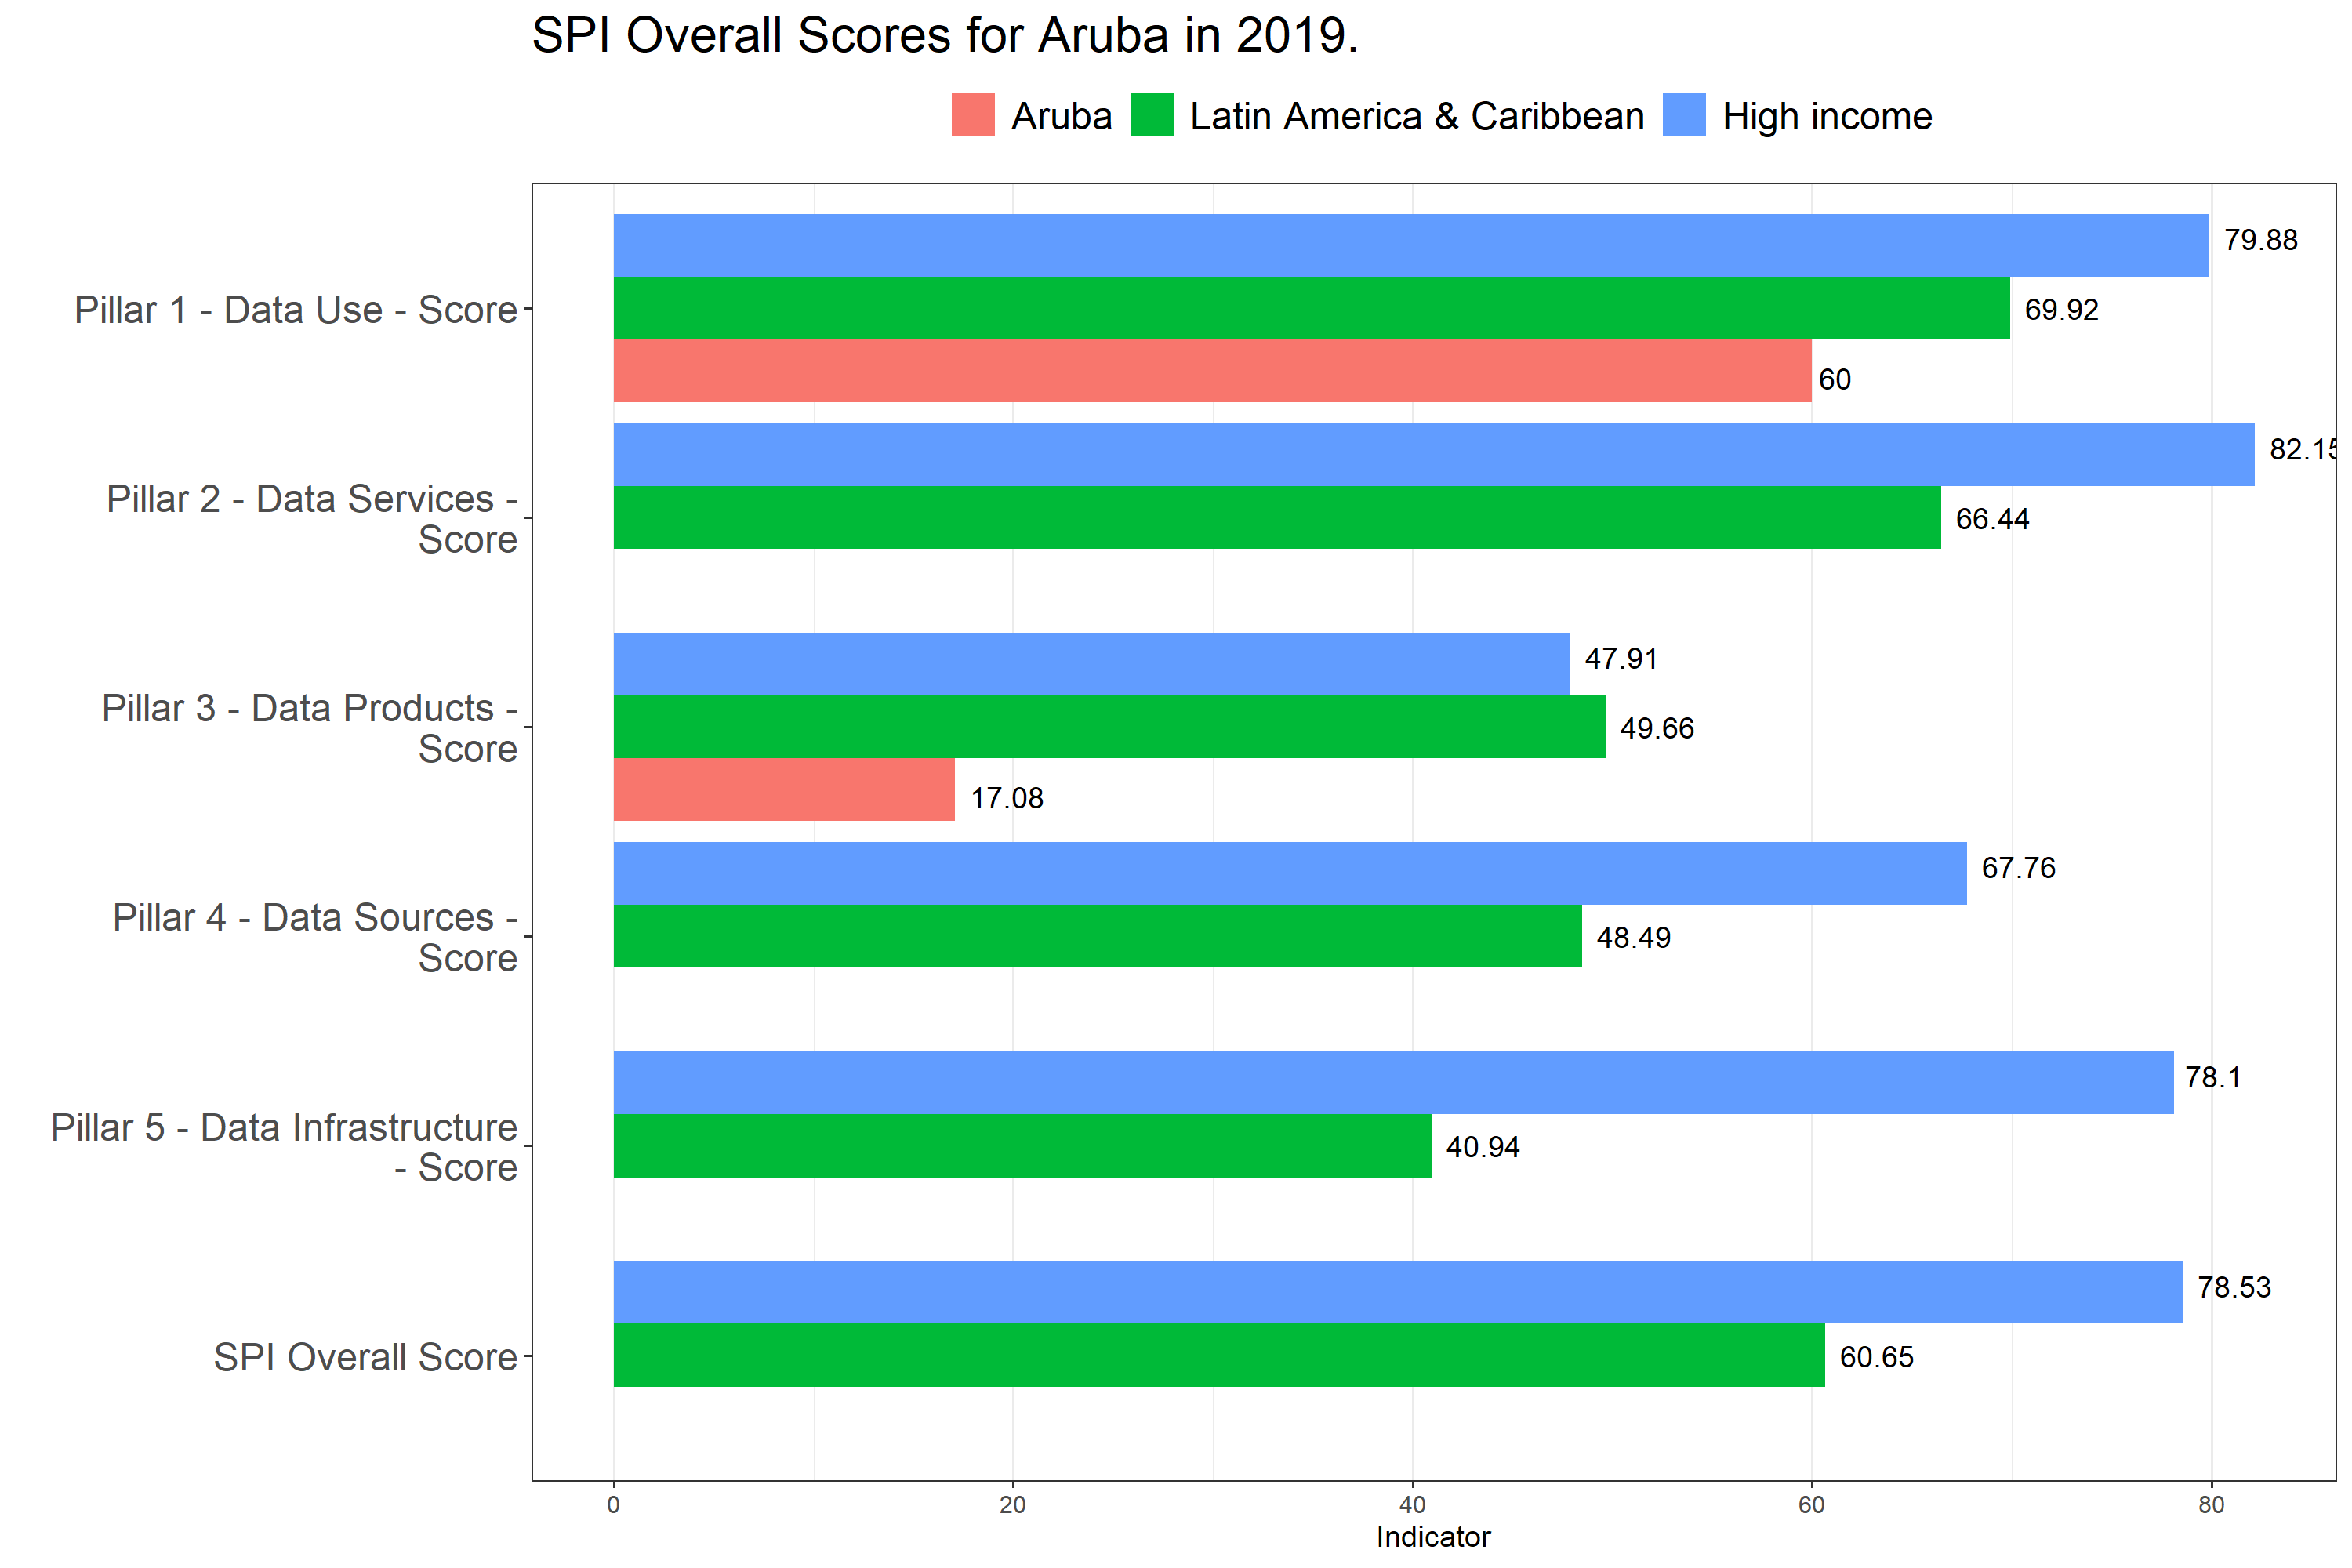 SPI Overall Scores for Aruba in 2019.
Aruba Latin America & Caribbean High income
Pillar 1 - Data Use - Score
79.88
69.92
60
Pillar 2 - Data Services -
Score
82.15
66.44
Pillar 3 - Data Products -
Score
47.91
49.66
17.08
Pillar 4 - Data Sources -
Score
67.76
48.49
Pillar 5 - Data Infrastructure
- Score
78.1
40.94
SPI Overall Score
78.53
60.65
0 20 40 60 80
Indicator